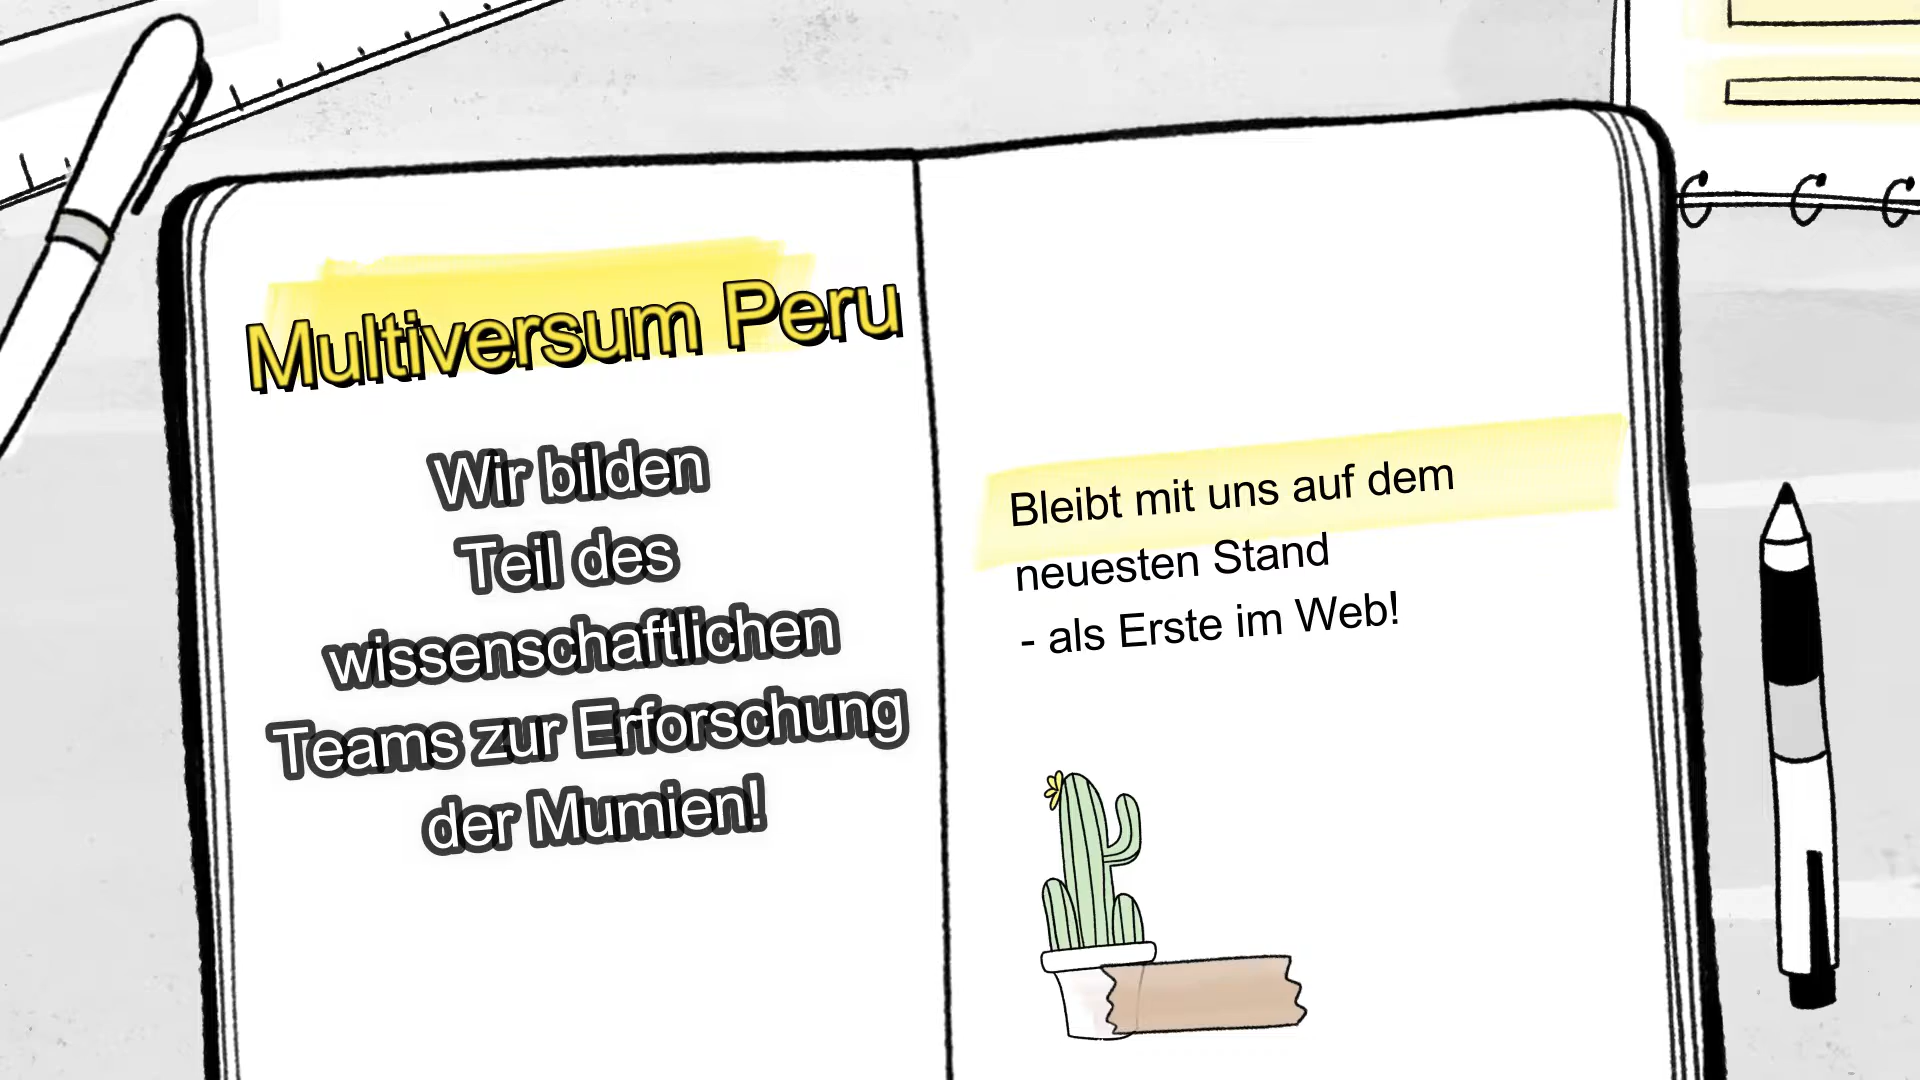 Multiversum Peru
Wir bilden
Teil des
wissenschaftlichen
Teams zur Erforschung
der Mumien!
Bleibt mit uns auf dem
neuesten Stand
- als Erste im Web!